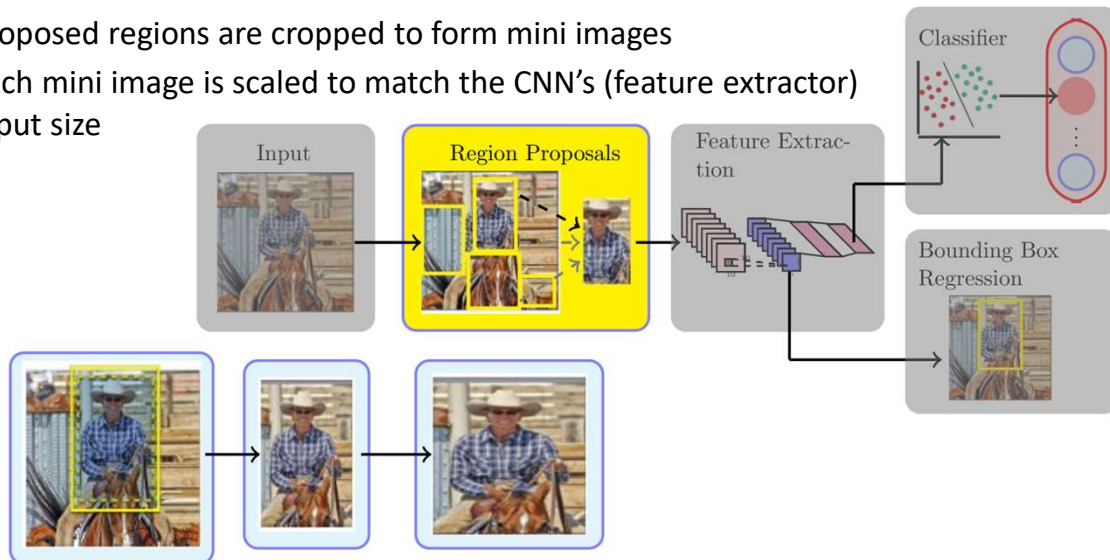 oposed regions are cropped to form mini images
ch mini image is scaled to match the CNN's (feature extractor)
put size
Input
Region Proposals
Feature Extrac-
tion
10
Classifier
Bounding Box
Regression